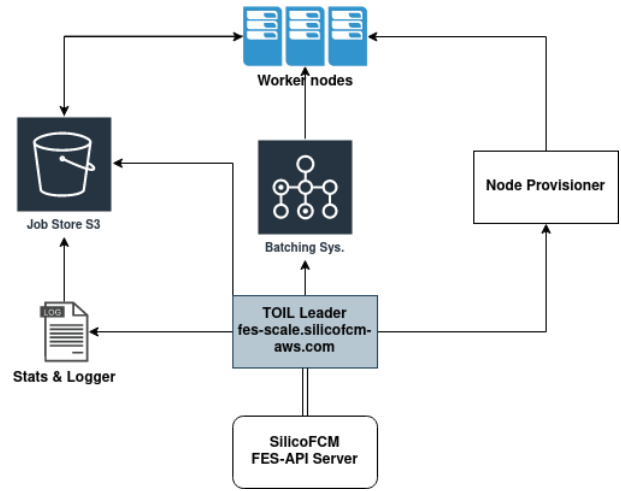 Worker nodes
Job Store S3
Batching Sys.
Node Provisioner
LOG
Stats & Logger
TOIL Leader
fes-scale.silicofcm-
aws.com
SilicoFCM
FES-API Server